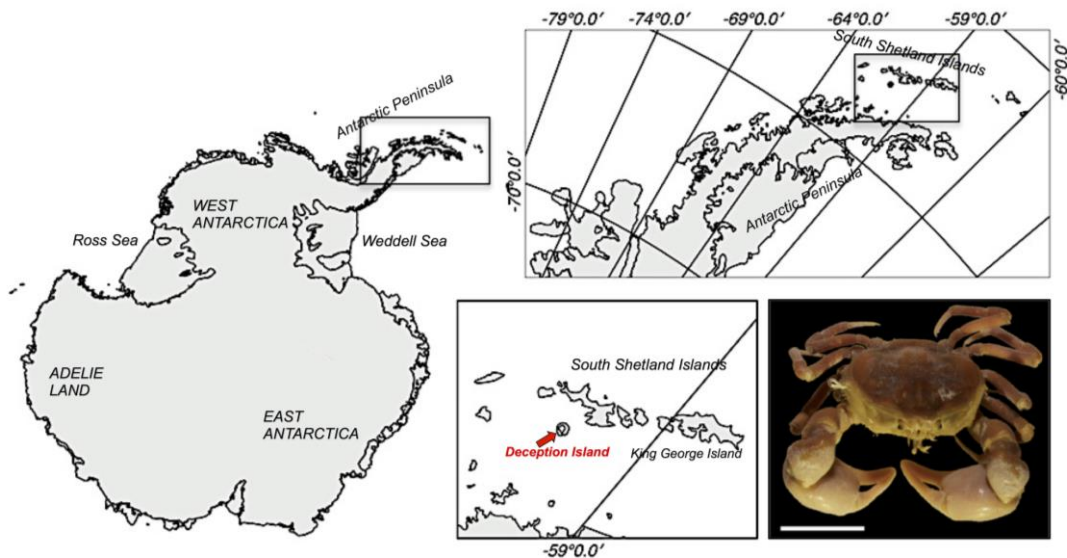 Antarctic Peninsula
WEST
ANTARCTICA
Ross Sea
Weddell Sea
ADELIE
LAND
EAST
ANTARCTICA
-79°0.0′
-74°0.0′
-69°0.0′
-64°0.0′
-59°0.0′
-60°0.0′
-70°0.0′
South Shetland Islands
Antarctic Peninsula
South Shetland Islands
Deception Island
King George Island
-59°0.0′